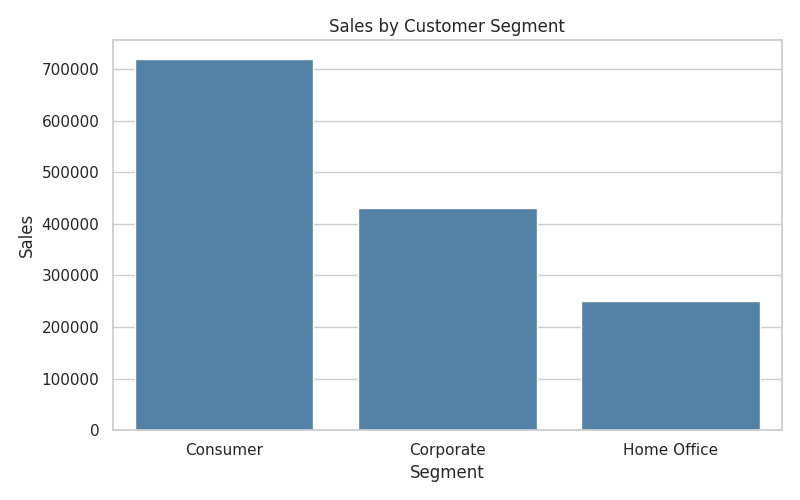 Sales by Customer Segment
700000
600000
500000
400000
300000
200000
100000
0
Sales
Consumer
Corporate
Home Office
Segment